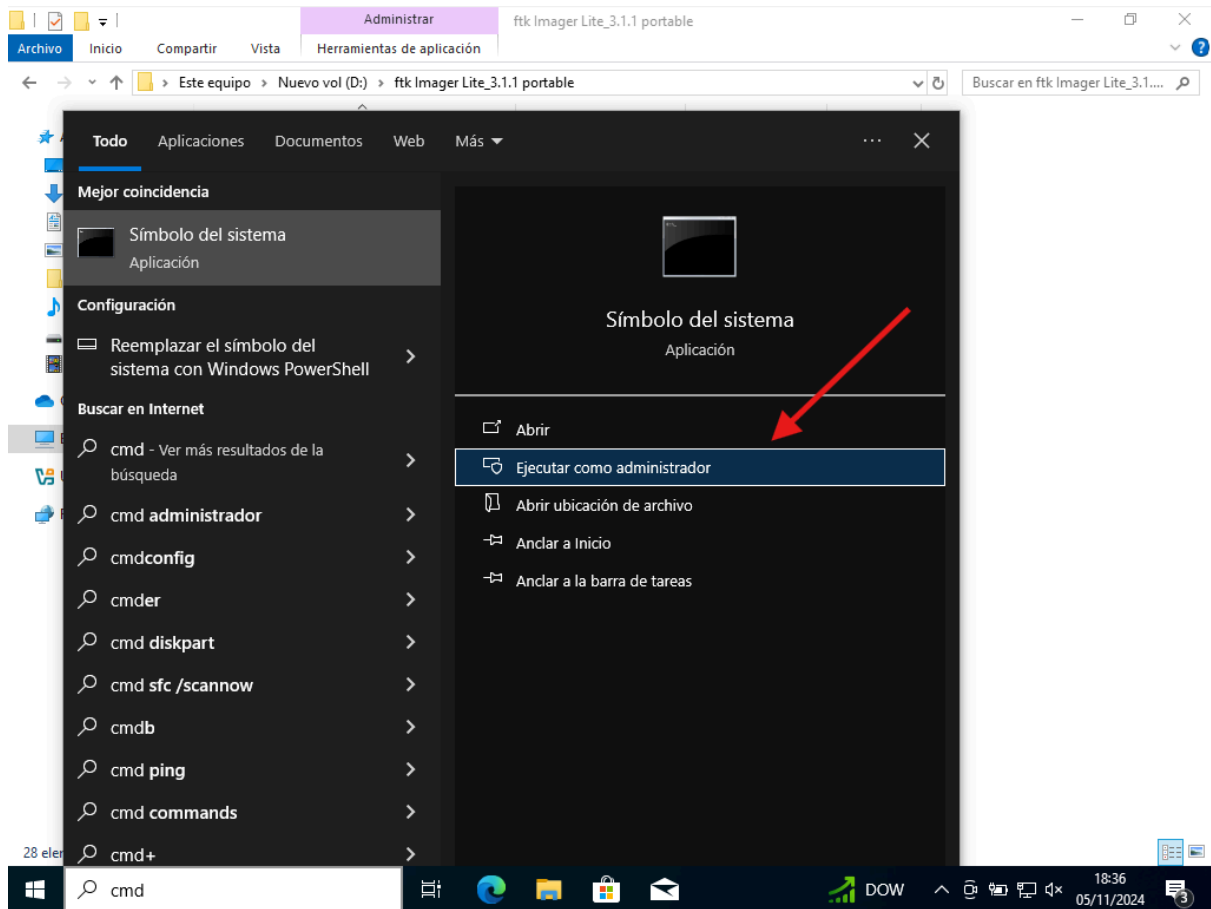 Administrar
ftk Imager Lite_3.1.1 portable
Archivo
Inicio
Compartir
Vista
Herramientas de aplicación
Este equipo > Nuevo vol (D:) > ftk Imager Lite_3.1.1 portable
Buscar en ftk Imager Lite_3.1....
Todo
Aplicaciones
Documentos
Web
Más
Mejor coincidencia
Símbolo del sistema
Aplicación
Configuración
Reemplazar el símbolo del
sistema con Windows PowerShell
Buscar en Internet
cmd - Ver más resultados de la
búsqueda
cmd administrador
cmdconfig
cmder
cmd diskpart
cmd sfc /scannow
cmdb
cmd ping
cmd commands
cmd+
Símbolo del sistema
Aplicación
Abrir
Ejecutar como administrador
Abrir ubicación de archivo
Anclar a Inicio
Anclar a la barra de tareas
28
cmd
DOW
18:36
05/11/2024
3